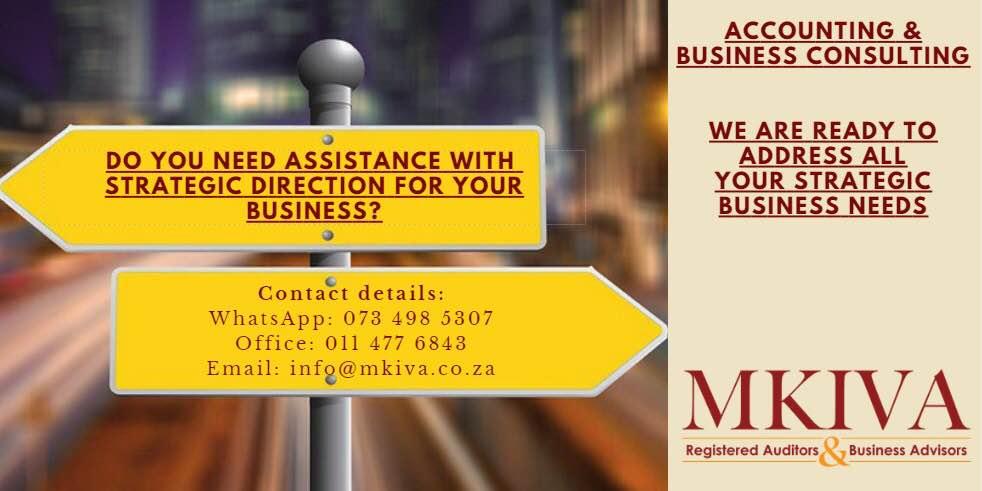 DO YOU NEED ASSISTANCE WITH
STRATEGIC DIRECTION FOR YOUR
BUSINESS?
Contact details:
WhatsApp: 073 498 5307
Office: 011 477 6843
Email: info@mkiva.co.za
ACCOUNTING &
BUSINESS CONSULTING
WE ARE READY TO
ADDRESS ALL
YOUR STRATEGIC
BUSINESS NEEDS
MKIVA
Registered Auditors & Business Advisors